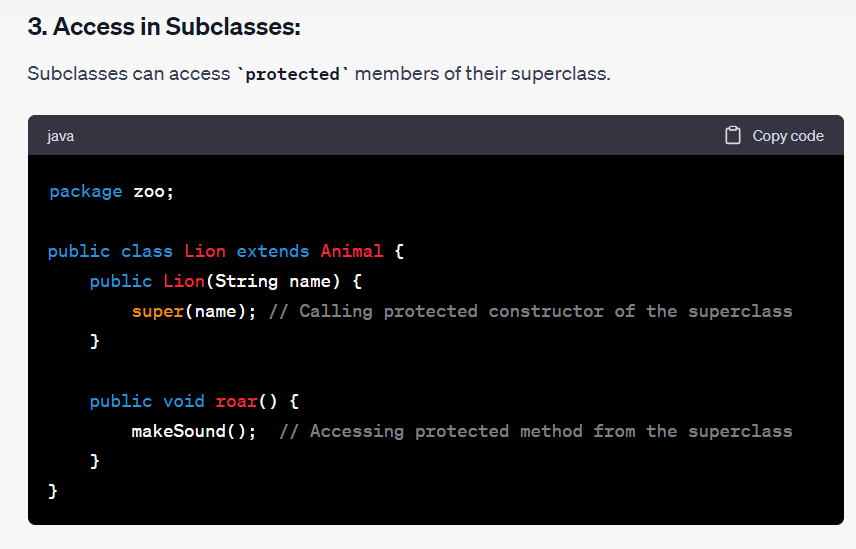 3. Access in Subclasses:
Subclasses can access `protected` members of their superclass.
java
Copy code
package zoo;
public class Lion extends Animal {
    public Lion(String name) {
        super(name); // Calling protected constructor of the superclass
    }
    public void roar() {
        makeSound();  // Accessing protected method from the superclass
    }
}